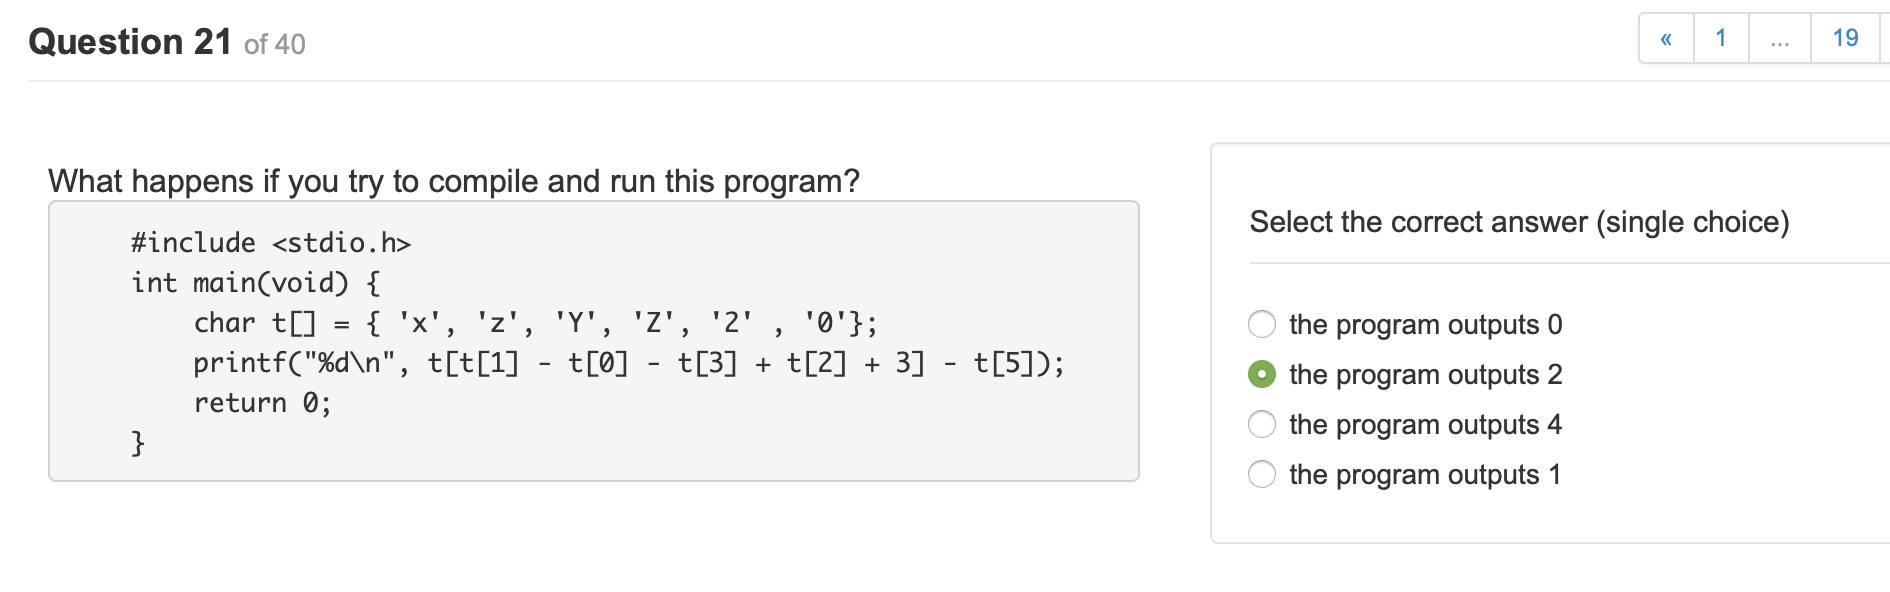 Question 21 of 40
« 1 ... 19
What happens if you try to compile and run this program?
#include <stdio.h>
int main(void) {
    char t[] = { 'x', 'z', 'Y', 'Z', '2' , '0'};
    printf("%d\n", t[t[1] - t[0] - t[3] + t[2] + 3] - t[5]);
    return 0;
}
Select the correct answer (single choice)
the program outputs 0
the program outputs 2
the program outputs 4
the program outputs 1